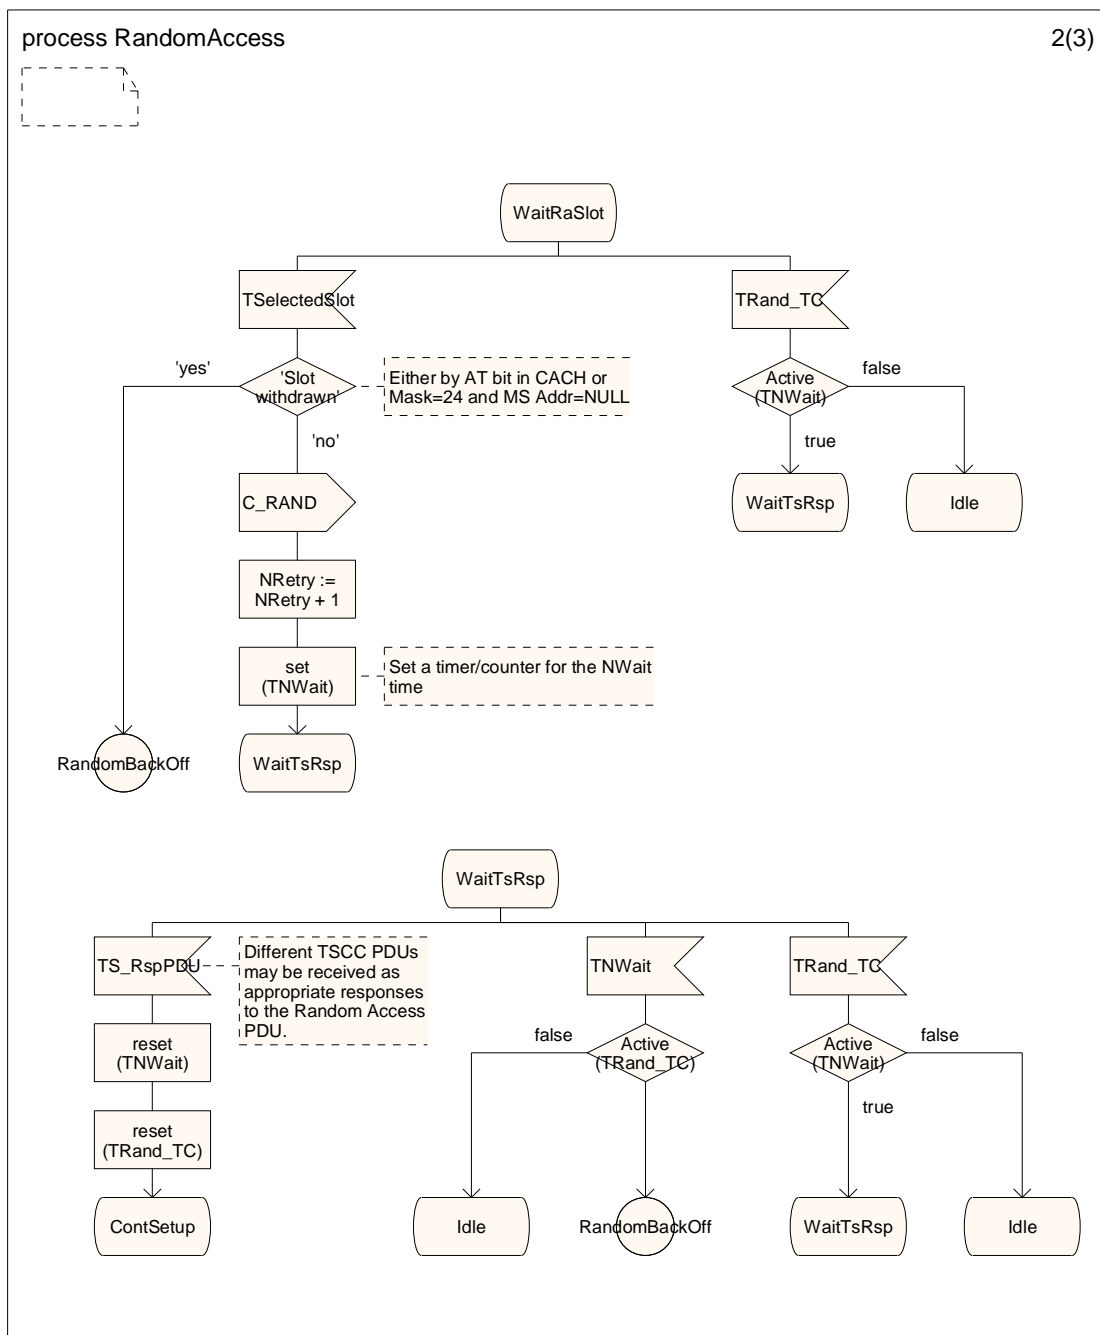 process RandomAccess
2(3)
WaitRaSlot
TSelectedSlot
TRand_TC
'yes'
'Slot
withdrawn'
Either by AT bit in CACH or
Mask=24 and MS Addr=NULL
Active
(TNWait)
false
'no'
true
C_RAND
WaitTsRsp
Idle
NRetry :=
NRetry + 1
set
(TNWait)
Set a timer/counter for the NWait
time
RandomBackOff
WaitTsRsp
WaitTsRsp
TS_RspPDU
Different TSCC PDUs
may be received as
appropriate responses
to the Random Access
PDU.
TNWait
TRand_TC
reset
(TNWait)
false
Active
(TRand_TC)
Active
(TNWait)
false
true
reset
(TRand_TC)
ContSetup
Idle
RandomBackOff
WaitTsRsp
Idle